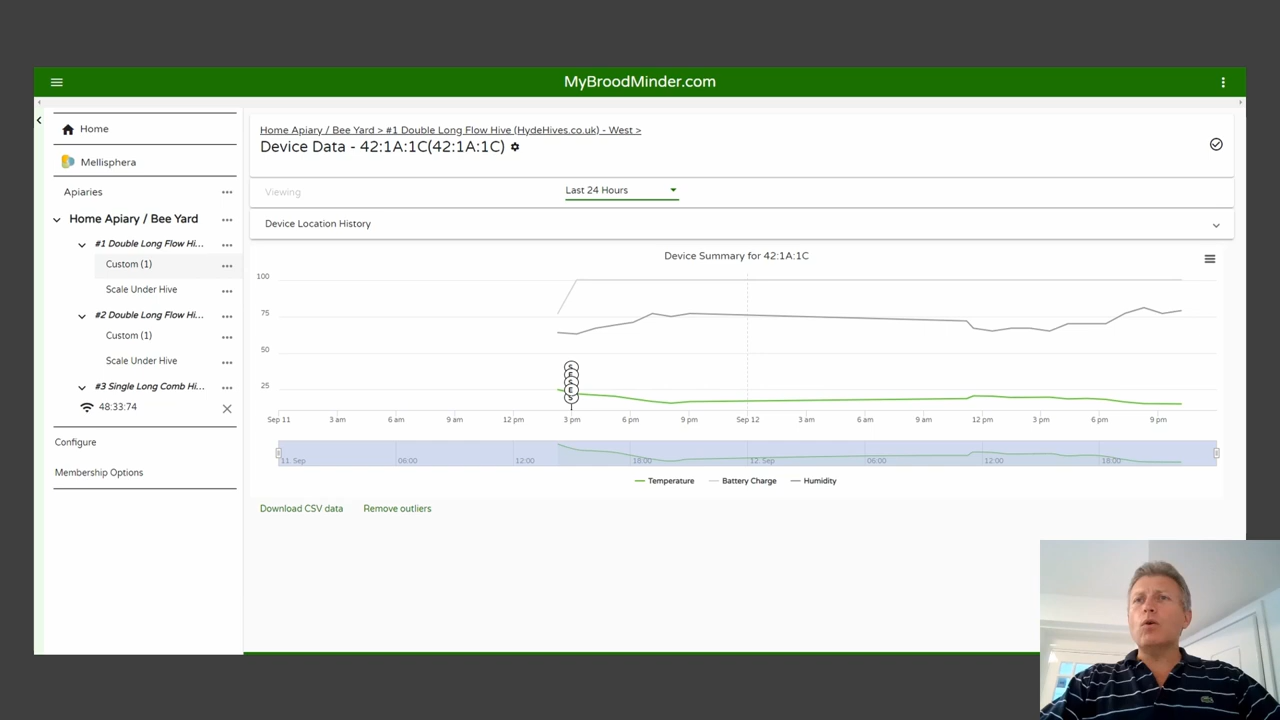 MyBroodMinder.com
Home
Mellisphera
Apiaries
Home Apiary / Bee Yard
#1 Double Long Flow Hi...
Custom (1)
Scale Under Hive
#2 Double Long Flow Hi...
Custom (1)
Scale Under Hive
#3 Single Long Comb Hi...
48:33:74
Configure
Membership Options
Home Apiary / Bee Yard > #1 Double Long Flow Hive (HydeHives.co.uk) - West >
Device Data - 42:1A:1C(42:1A:1C)
Viewing
Last 24 Hours
Device Location History
Device Summary for 42:1A:1C
100
75
50
25
S
E
S
E
S
Sep 11 3 am 6 am 9 am 12 pm 3 pm 6 pm 9 pm Sep 12 3 am 6 am 9 am 12 pm 3 pm 6 pm 9 pm
11. Sep 06:00 12:00 18:00 12. Sep 06:00 12:00 18:00
Temperature Battery Charge Humidity
Download CSV data Remove outliers